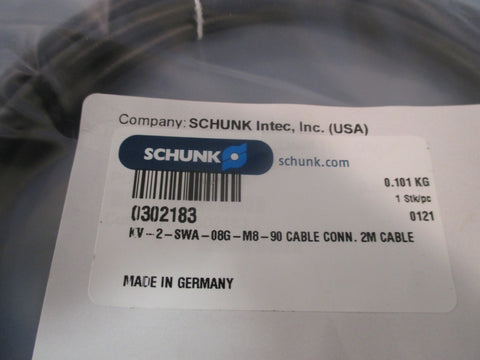 Company: SCHUNK Intec, Inc. (USA)
SCHUNK schunk.com
0.101 KG
1 Stk/pc
0302183 0121
KV-2-SWA-08G-M8-90 CABLE CONN. 2M CABLE
MADE IN GERMANY